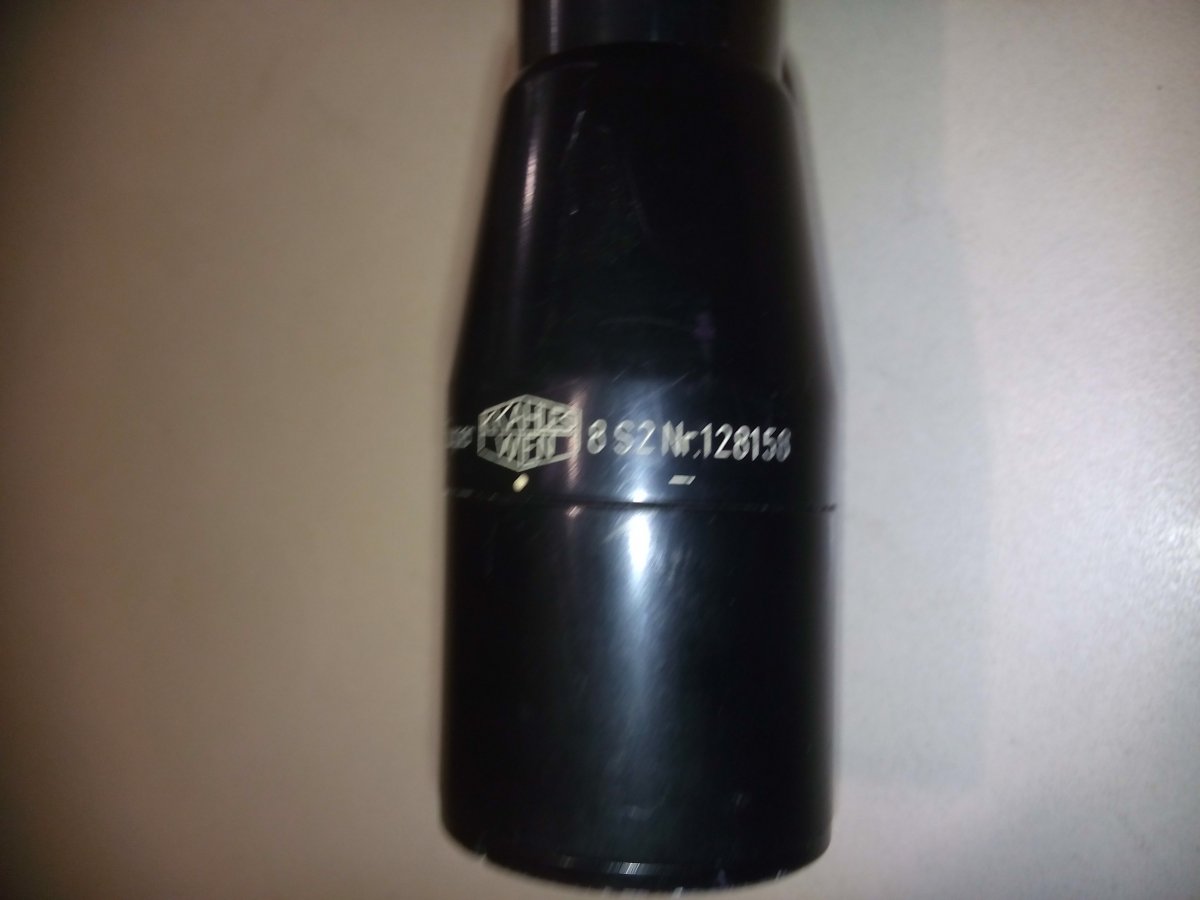 KAHLES WIEN 8 S2 Nr.128158